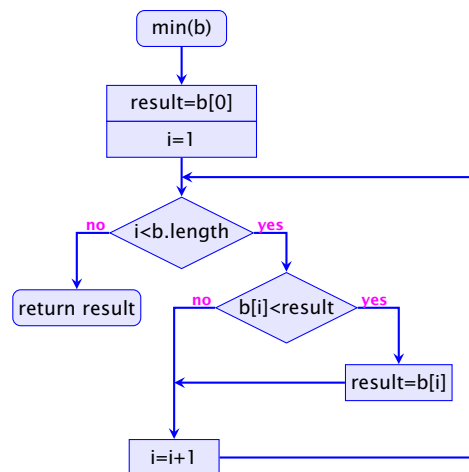 min(b)
result=b[0]
i=1
i<b.length
no
yes
return result
b[i]<result
no
yes
result=b[i]
i=i+1